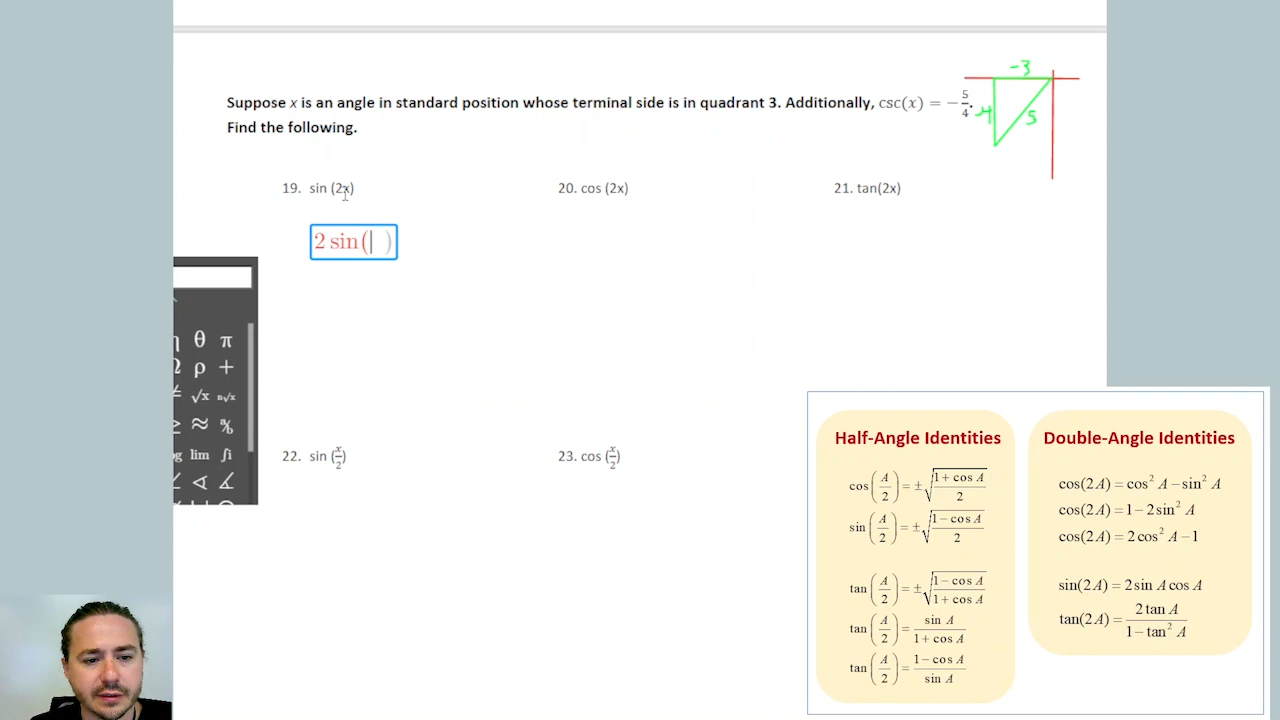 -3
Suppose x is an angle in standard position whose terminal side is in quadrant 3. Additionally, csc(x) = −5/4.
-4
5
Find the following.
19. sin (2x)
20. cos (2x)
21. tan(2x)
2 sin( )
η θ π
Ω ρ +
≠ √x n√x
≥ ≈ a/b
og lim ∫i
∠ ∢ ∡
22. sin (x/2)
23. cos (x/2)
Half-Angle Identities
cos(A/2) = ±√((1 + cos A)/2)
sin(A/2) = ±√((1 − cos A)/2)
tan(A/2) = ±√((1 − cos A)/(1 + cos A))
tan(A/2) = sin A/(1 + cos A)
tan(A/2) = (1 − cos A)/sin A
Double-Angle Identities
cos(2A) = cos² A − sin² A
cos(2A) = 1 − 2sin² A
cos(2A) = 2cos² A − 1
sin(2A) = 2sin A cos A
tan(2A) = 2 tan A/(1 − tan² A)